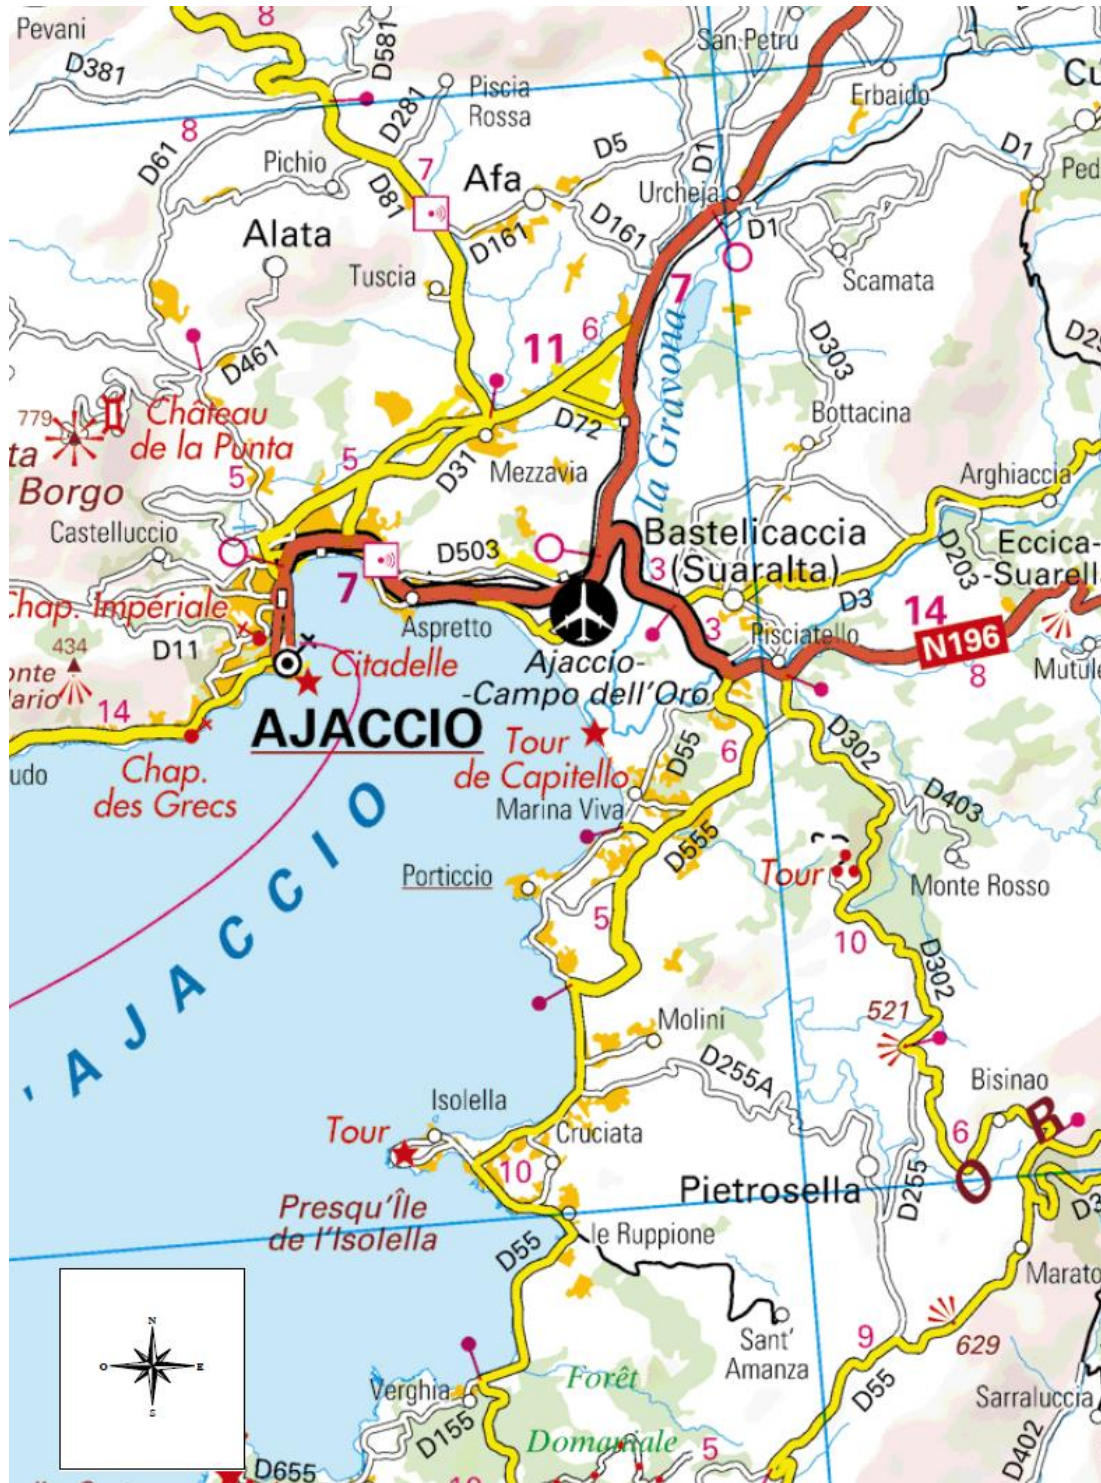 8
Pevani
D581
San Petru
D381
Piscia
Rossa
Erbaido
D281
8
D61
Pichio
D5
D1
D1
7
Afa
Urcheja
D81
Alata
D161
D161
D1
Tuscia
Scamata
7
6
11
la Gravona
D303
D461
Château
de la Punta
779
D72
Bottacina
5
5
D31
Mezzavia
Arghiaccia
Borgo
Castelluccio
D503
Bastelicaccia
(Suaralta)
D203
Eccica-
-Suarella
7
3
D3
14
Chap. Impériale
Aspretto
3
Pisciatello
N196
D11
434
Citadelle
Ajaccio-
-Campo dell'Oro
8
14
AJACCIO
Tour
de Capitello
D55
6
D302
Chap.
des Grecs
Marina Viva
D555
D403
Porticcio
Tour
Monte Rosso
5
10
D302
'AJACCIO
521
Molini
D255A
Bisinao
Isolella
Tour
Cruciata
6
R
10
Pietrosella
D255
O
Presqu'Île
de l'Isolella
le Ruppione
D55
Marato
N
O
E
S
Sant'
Amanza
9
629
Forêt
Domaniale
D55
Verghia
Sarraluccia
D155
5
D402
D655
10